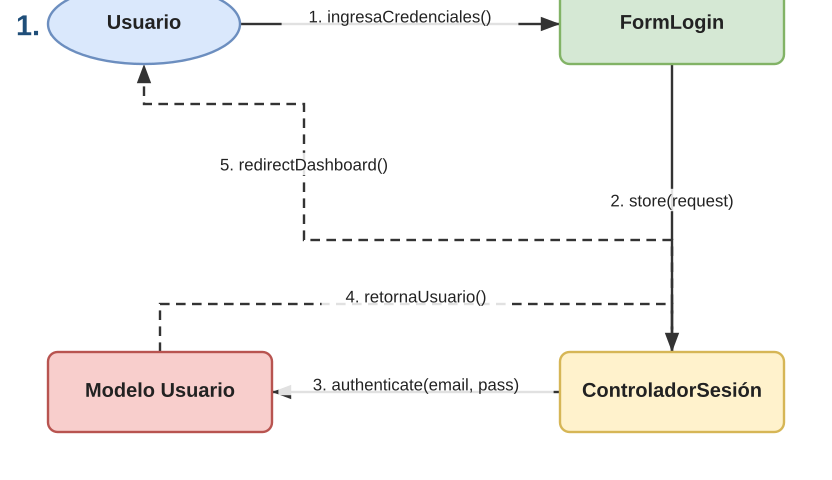 1.
Usuario
1. ingresaCredenciales()
FormLogin
5. redirectDashboard()
2. store(request)
4. retornaUsuario()
Modelo Usuario
3. authenticate(email, pass)
ControladorSesión